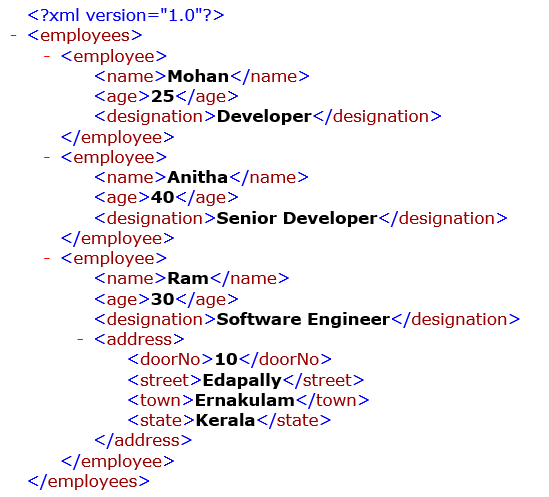 <?xml version="1.0"?>
- <employees>
- <employee>
<name>Mohan</name>
<age>25</age>
<designation>Developer</designation>
</employee>
- <employee>
<name>Anitha</name>
<age>40</age>
<designation>Senior Developer</designation>
</employee>
- <employee>
<name>Ram</name>
<age>30</age>
<designation>Software Engineer</designation>
- <address>
<doorNo>10</doorNo>
<street>Edapally</street>
<town>Ernakulam</town>
<state>Kerala</state>
</address>
</employee>
</employees>